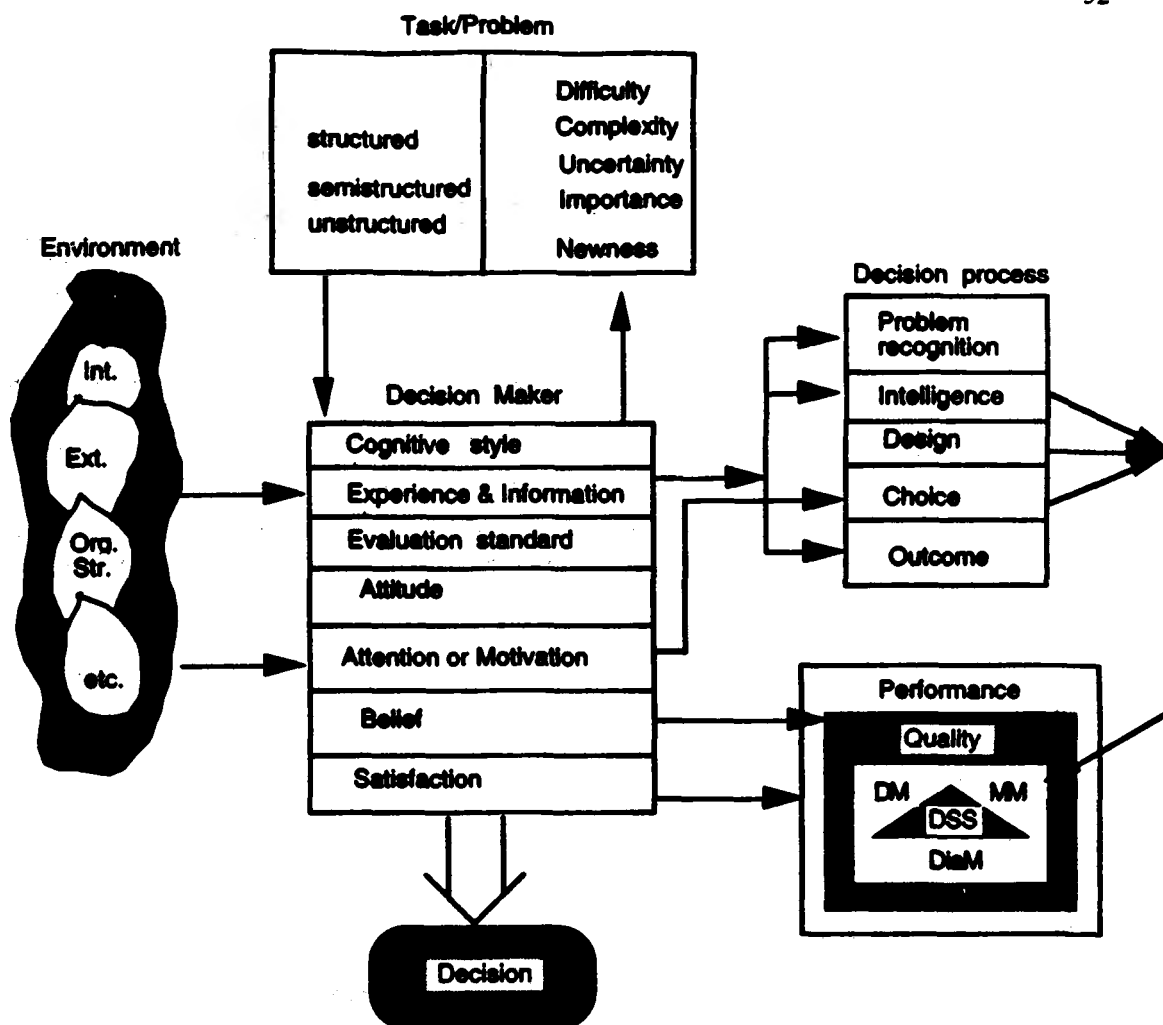 Task/Problem
structured
semistructured
unstructured
Difficulty
Complexity
Uncertainty
Importance
Newness
Environment
Int.
Ext.
Org.
Str.
etc.
Decision Maker
Cognitive style
Experience & Information
Evaluation standard
Attitude
Attention or Motivation
Belief
Satisfaction
Decision process
Problem
recognition
Intelligence
Design
Choice
Outcome
Performance
Quality
DM MM
DSS
DiaM
Decision